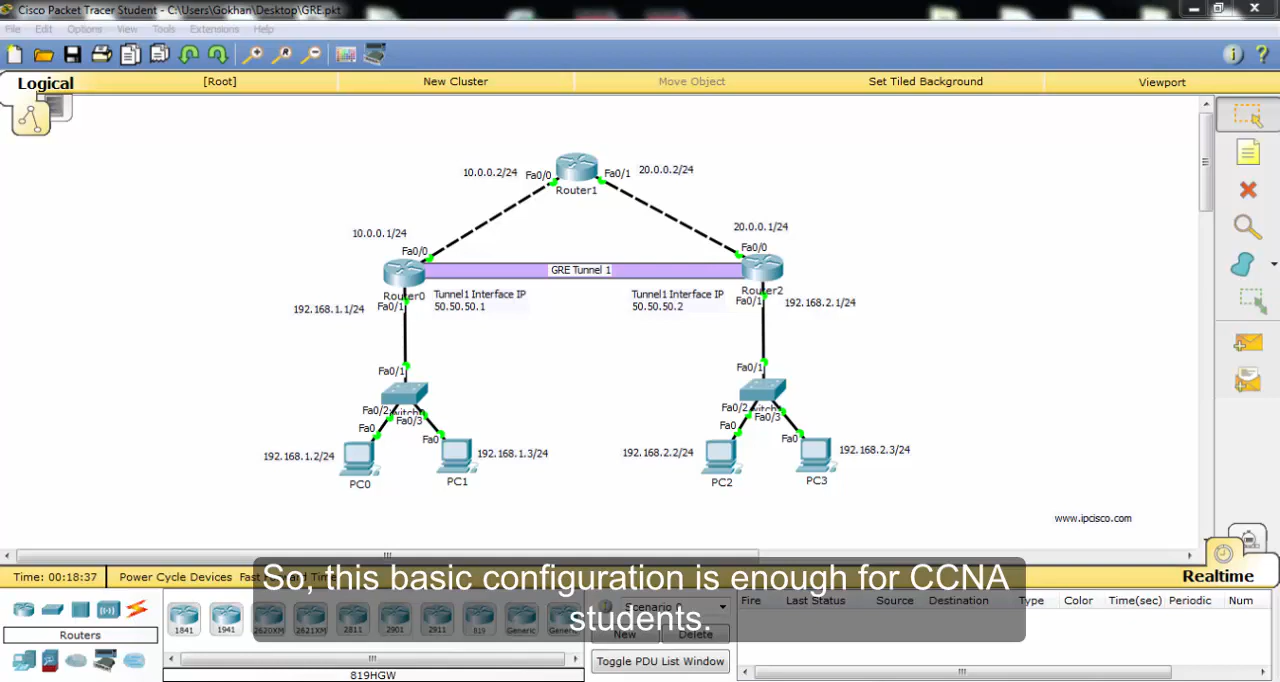 Cisco Packet Tracer Student - C:\Users\Gokhan\Desktop\GRE.pkt
File Edit Options View Tools Extensions Help
Logical [Root] New Cluster Move Object Set Tiled Background Viewport
10.0.0.2/24 Fa0/0 Fa0/1 20.0.0.2/24
Router1
10.0.0.1/24 20.0.0.1/24
Fa0/0 Fa0/0
GRE Tunnel 1
Router0 Tunnel1 Interface IP Tunnel1 Interface IP Router2
192.168.1.1/24 Fa0/1 50.50.50.1 50.50.50.2 Fa0/1 192.168.2.1/24
Fa0/1 Fa0/1
Fa0/2 Fa0/3 Fa0/2 Fa0/3
Fa0 Fa0 Fa0 Fa0
192.168.1.2/24 192.168.1.3/24 192.168.2.2/24 192.168.2.3/24
PC0 PC1 PC2 PC3
www.ipcisco.com
Time: 00:18:37 Power Cycle Devices Fast Forward Time Realtime
So, this basic configuration is enough for CCNA
students.
Scenario 0 Fire Last Status Source Destination Type Color Time(sec) Periodic Num
1841 1941 2620XM 2621XM 2811 2901 2911 819 Generic Generic
Routers New Delete
Toggle PDU List Window
819HGW